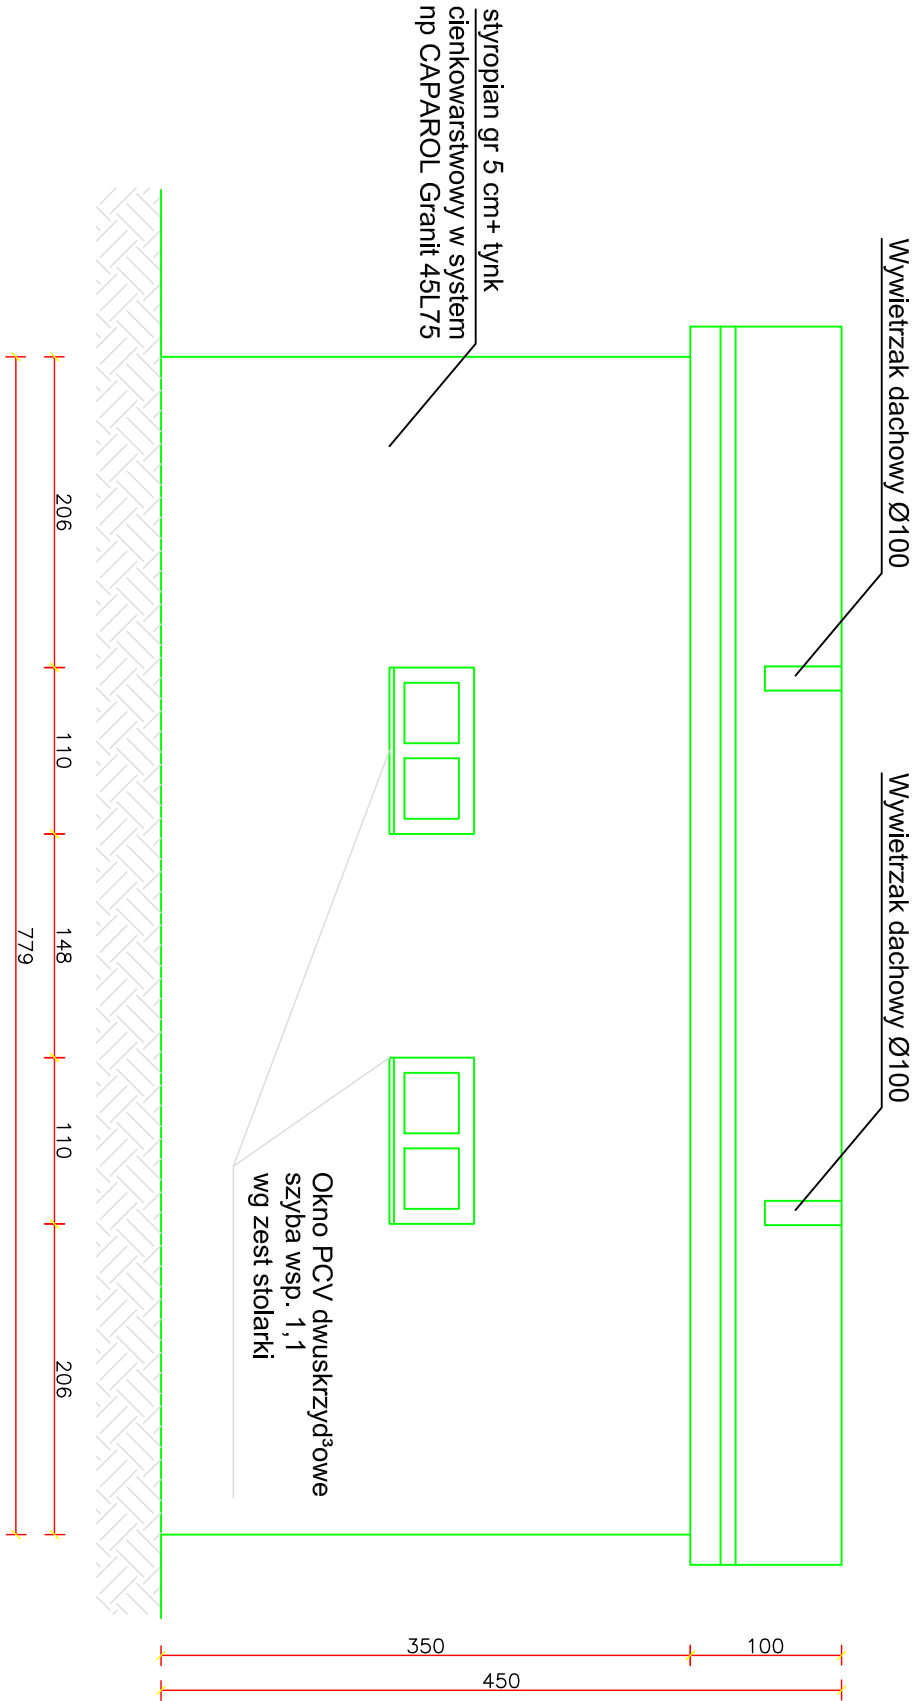 Wywietrzak dachowy Ø100
Wywietrzak dachowy Ø100
styropian gr 5 cm+ tynk
cienkowarstwowy w system
np CAPAROL Granit 45L75
Okno PCV dwuskrzyd³owe
szyba wsp. 1,1
wg zest stolarki
206
110
148
110
206
779
350
100
450